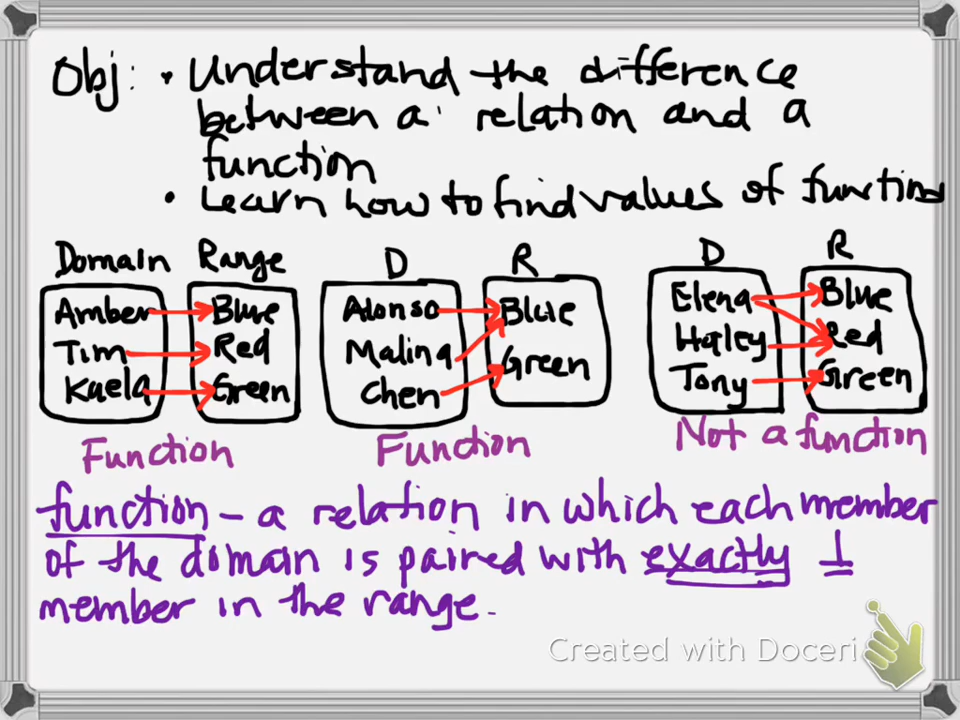 Obj: • Understand the difference
between a relation and a
function
• Learn how to find values of functions
Domain Range D R D R
Amber Blue Alonso Blue Elena Blue
Tim Red Malina Green Hatley Red
Kaela Green Chen Tony Green
Function Function Not a function
function - a relation in which each member
of the domain is paired with exactly 1
member in the range.
Created with Doceri